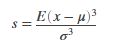 s = E(x − μ)³ / σ³